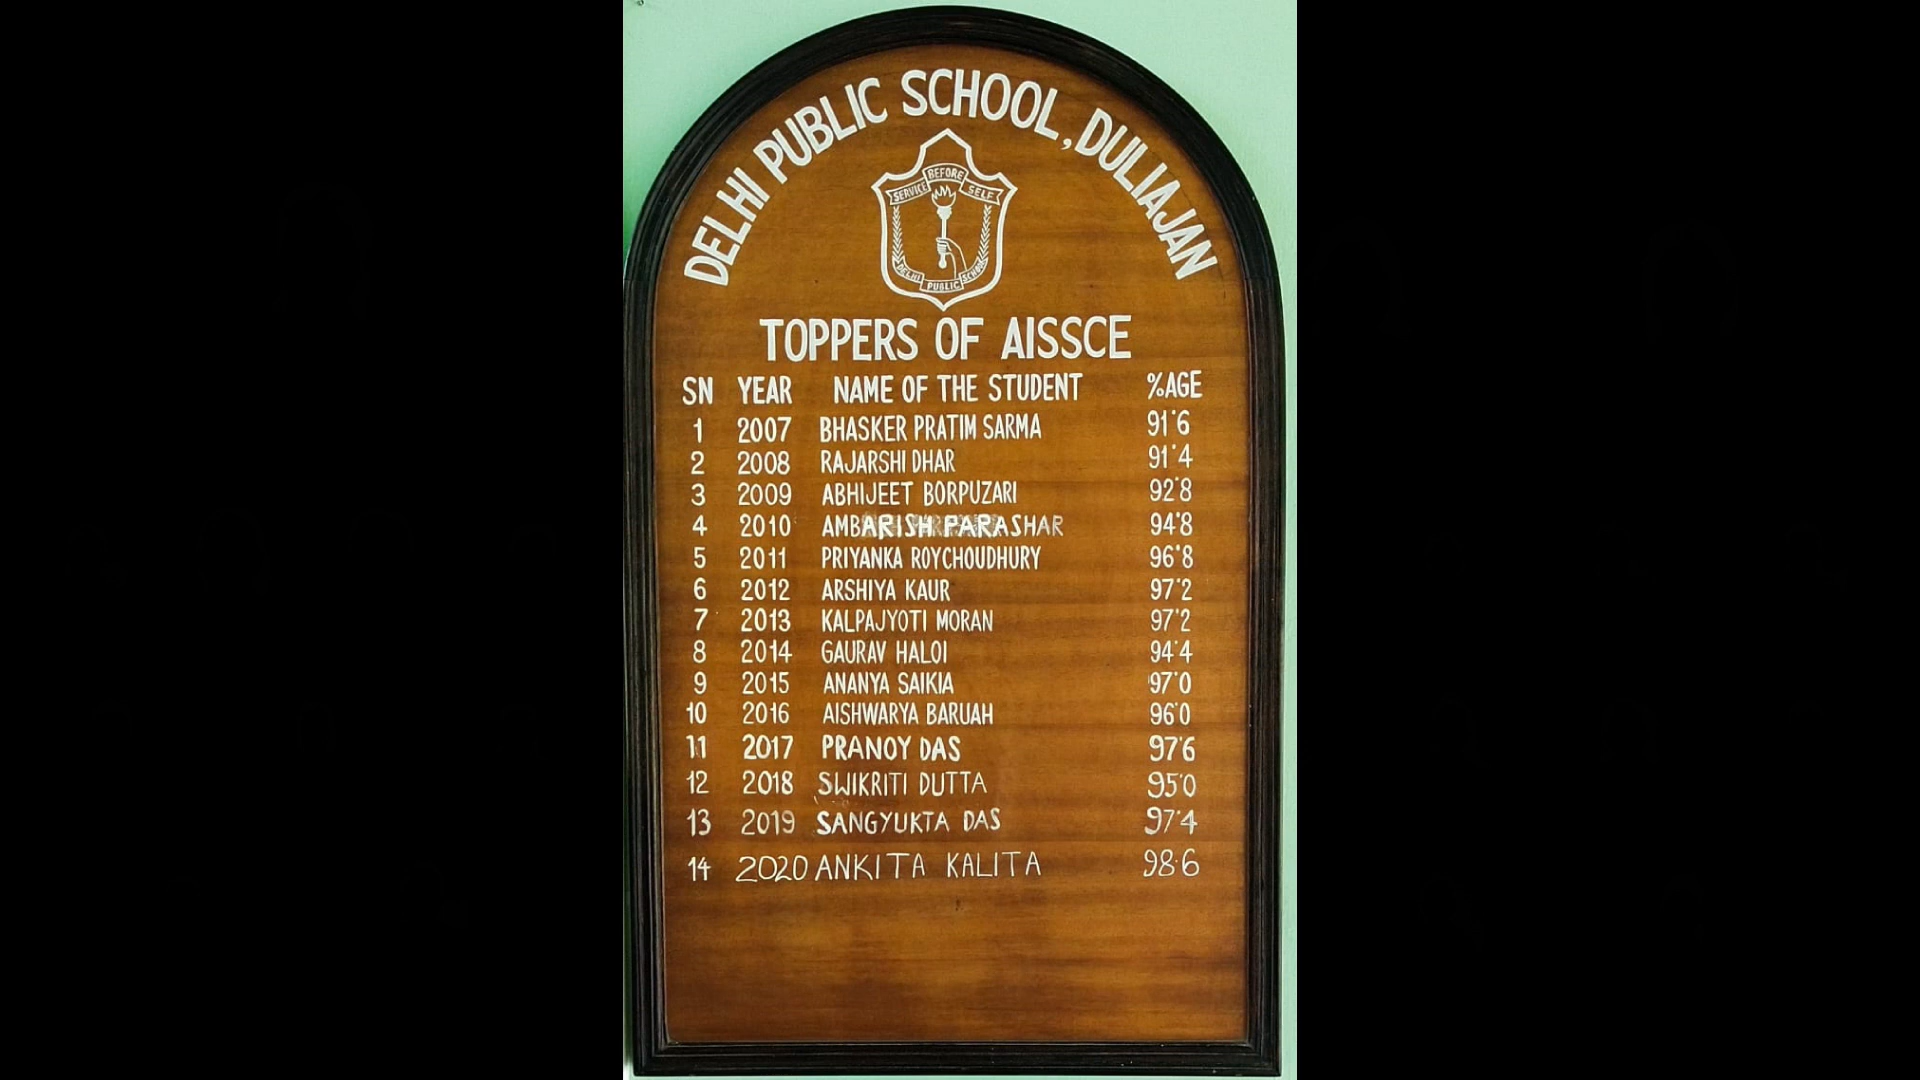 DELHI PUBLIC SCHOOL, DULIAJAN
SERVICE BEFORE SELF
DELHI PUBLIC SCHOOL
TOPPERS OF AISSCE
SN YEAR NAME OF THE STUDENT %AGE
1 2007 BHASKER PRATIM SARMA 91·6
2 2008 RAJARSHI DHAR 91·4
3 2009 ABHIJEET BORPUZARI 92·8
4 2010 AMBARISH PARASHAR 94·8
5 2011 PRIYANKA ROYCHOUDHURY 96·8
6 2012 ARSHIYA KAUR 97·2
7 2013 KALPAJYOTI MORAN 97·2
8 2014 GAURAV HALOI 94·4
9 2015 ANANYA SAIKIA 97·0
10 2016 AISHWARYA BARUAH 96·0
11 2017 PRANOY DAS 97·6
12 2018 SWIKRITI DUTTA 95·0
13 2019 SANGYUKTA DAS 97·4
14 2020 ANKITA KALITA 98·6